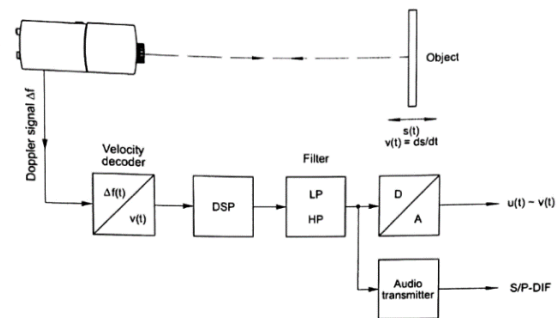 Object
s(t)
v(t) = ds/dt
Doppler signal Δf
Velocity
decoder
Filter
Δf(t)
v(t)
DSP
LP
HP
D
A
u(t) ~ v(t)
Audio
transmitter
S/P-DIF